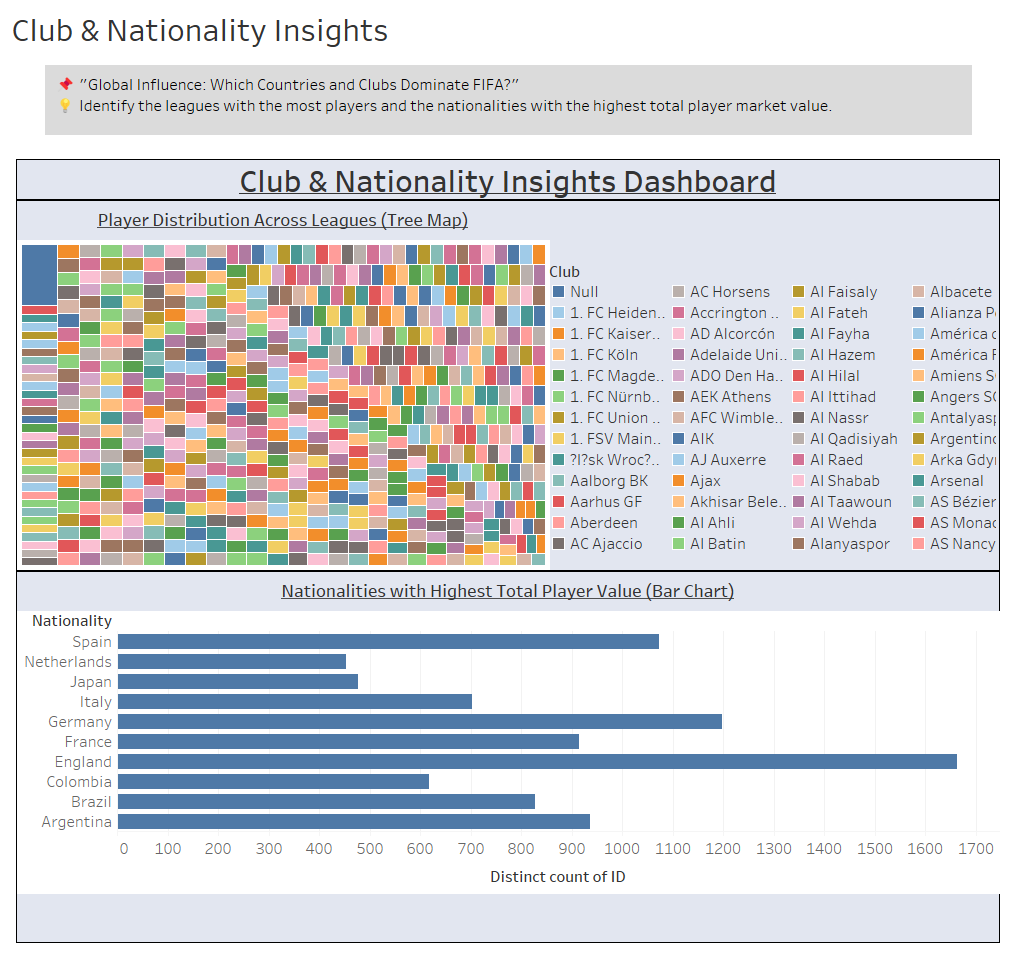 Club & Nationality Insights
📌 "Global Influence: Which Countries and Clubs Dominate FIFA?"
💡 Identify the leagues with the most players and the nationalities with the highest total player market value.
Club & Nationality Insights Dashboard
Player Distribution Across Leagues (Tree Map)
Club
Null AC Horsens Al Faisaly Albacete
1. FC Heiden.. Accrington .. Al Fateh Alianza P
1. FC Kaiser.. AD Alcorcón Al Fayha América
1. FC Köln Adelaide Uni.. Al Hazem América F
1. FC Magde.. ADO Den Ha.. Al Hilal Amiens S
1. FC Nürnb.. AEK Athens Al Ittihad Angers S
1. FC Union .. AFC Wimble.. Al Nassr Antalyas
1. FSV Main.. AIK Al Qadisiyah Argentin
?l?sk Wroc?.. AJ Auxerre Al Raed Arka Gdy
Aalborg BK Ajax Al Shabab Arsenal
Aarhus GF Akhisar Bele.. Al Taawoun AS Bézier
Aberdeen Al Ahli Al Wehda AS Monac
AC Ajaccio Al Batin Alanyaspor AS Nancy
Nationalities with Highest Total Player Value (Bar Chart)
Nationality
Spain
Netherlands
Japan
Italy
Germany
France
England
Colombia
Brazil
Argentina
0 100 200 300 400 500 600 700 800 900 1000 1100 1200 1300 1400 1500 1600 1700
Distinct count of ID